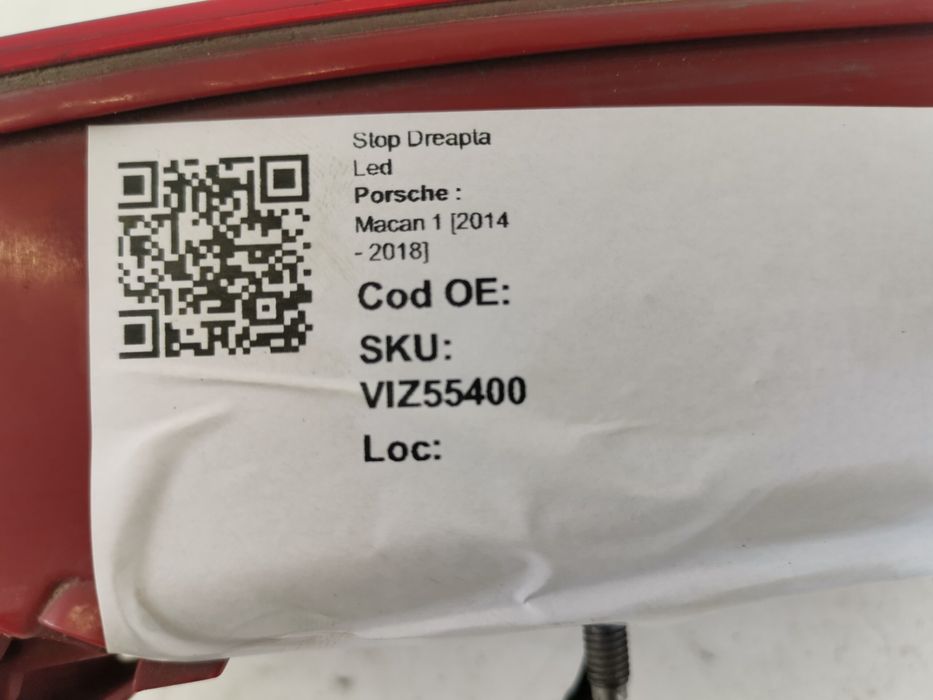 Stop Dreapta
Led
Porsche :
Macan 1 [2014
- 2018]
Cod OE:
SKU:
VIZ55400
Loc: